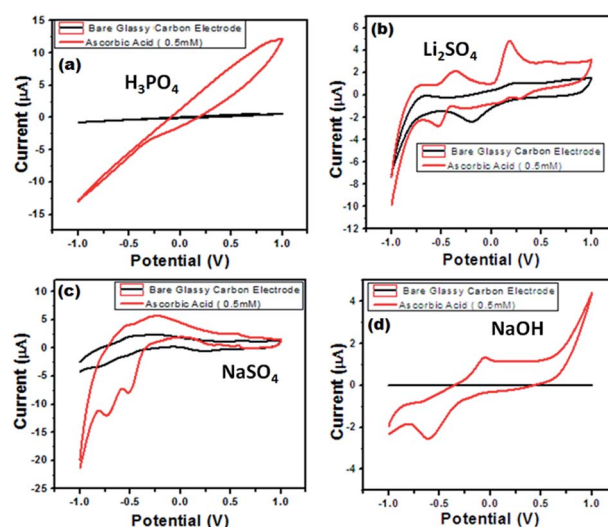 Bare Glassy Carbon Electrode
Ascorbic Acid ( 0.5mM)
(a)
H₃PO₄
15
10
5
0
-5
-10
-15
Current (µA)
-1.0 -0.5 0.0 0.5 1.0
Potential (V)
(b)
Li₂SO₄
8
6
4
2
0
-2
-4
-6
-8
-10
-12
Current (µA)
Bare Glassy Carbon Electrode
Ascorbic Acid ( 0.5mM)
-1.0 -0.5 0.0 0.5 1.0
Potential (V)
(c)
Bare Glassy Carbon Electrode
Ascorbic Acid ( 0.5mM)
NaSO₄
15
10
5
0
-5
-10
-15
-20
-25
Current (µA)
-1.0 -0.5 0.0 0.5 1.0
Potential (V)
Bare Glassy Carbon Electrode
Ascorbic Acid ( 0.5mM)
(d)
NaOH
4
2
0
-2
-4
Current (µA)
-1.0 -0.5 0.0 0.5 1.0
Potential (V)